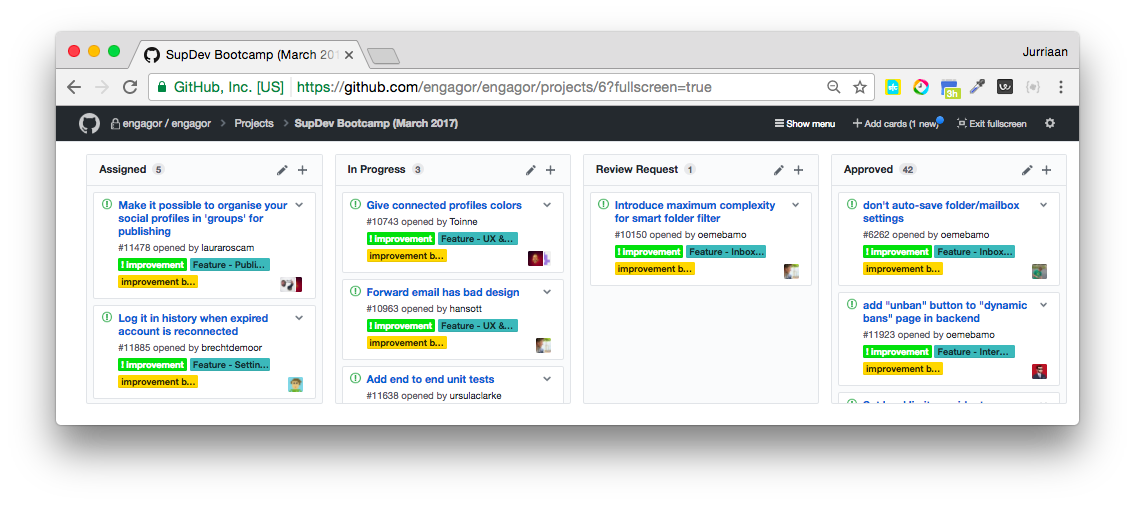 SupDev Bootcamp (March 201
Jurriaan
GitHub, Inc. [US]
https://github.com/engagor/engagor/projects/6?fullscreen=true
3h
engagor / engagor
Projects
SupDev Bootcamp (March 2017)
Show menu
Add cards (1 new)
Exit fullscreen
Assigned 5
Make it possible to organise your
social profiles in 'groups' for
publishing
#11478 opened by lauraroscam
! Improvement
Feature - Publi...
improvement b...
Log it in history when expired
account is reconnected
#11885 opened by brechtdemoor
! Improvement
Feature - Settin...
improvement b...
In Progress 3
Give connected profiles colors
#10743 opened by Toinne
! Improvement
Feature - UX &...
improvement b...
Forward email has bad design
#10963 opened by hansott
! Improvement
Feature - UX &...
improvement b...
Add end to end unit tests
#11638 opened by ursulaclarke
Review Request 1
Introduce maximum complexity
for smart folder filter
#10150 opened by oemebamo
! Improvement
Feature - Inbox...
improvement b...
Approved 42
don't auto-save folder/mailbox
settings
#6262 opened by oemebamo
! Improvement
Feature - Inbox...
improvement b...
add "unban" button to "dynamic
bans" page in backend
#11923 opened by oemebamo
! Improvement
Feature - Inter...
improvement b...